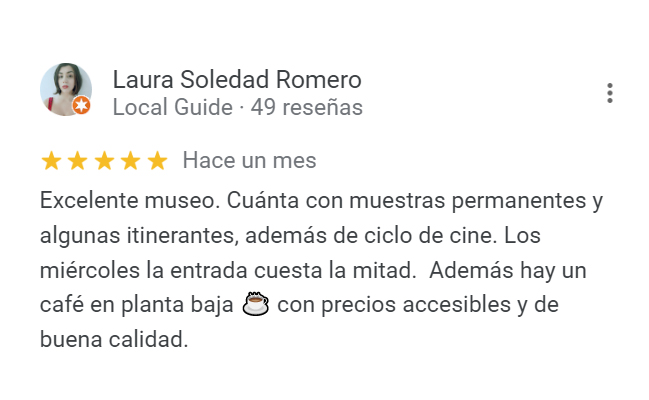 Laura Soledad Romero
Local Guide · 49 reseñas
Hace un mes
Excelente museo. Cuánta con muestras permanentes y
algunas itinerantes, además de ciclo de cine. Los
miércoles la entrada cuesta la mitad.  Además hay un
café en planta baja ☕ con precios accesibles y de
buena calidad.